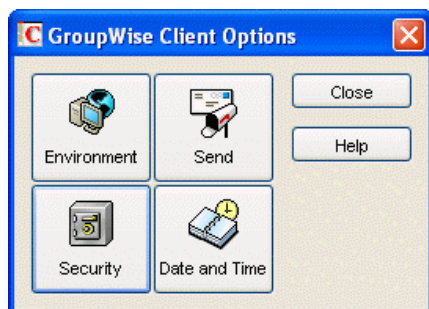 GroupWise Client Options
Environment
Send
Close
Help
Security
Date and Time